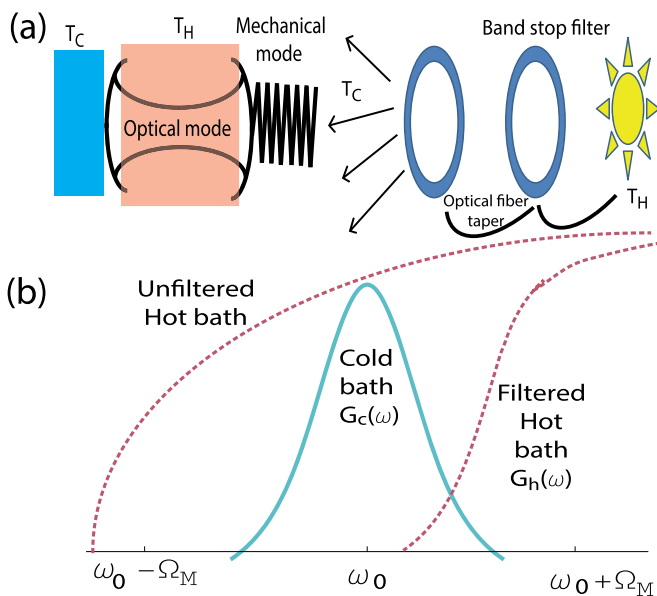 (a)
T_C
T_H
Mechanical
mode
Optical mode
T_C
Band stop filter
Optical fiber
taper
T_H
(b)
Unfiltered
Hot bath
Cold
bath
G_c(ω)
Filtered
Hot
bath
G_h(ω)
ω_0 − Ω_M
ω_0
ω_0 + Ω_M